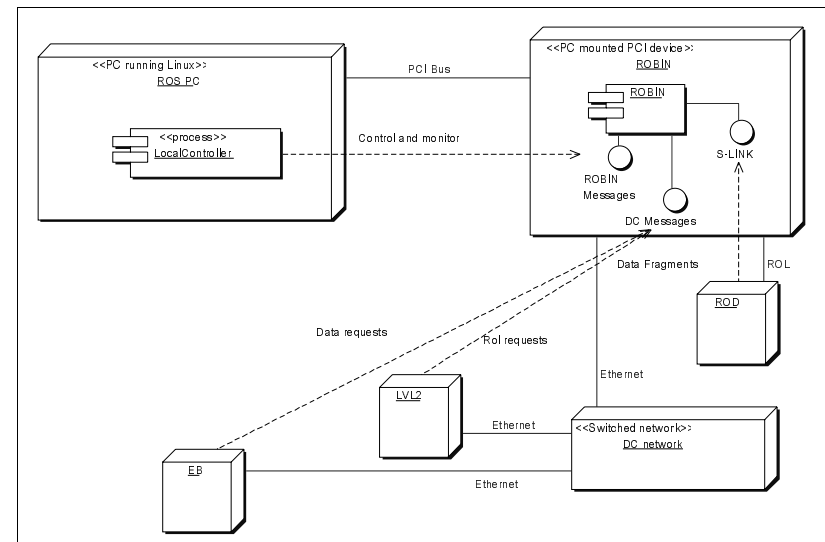 <<PC running Linux>>
ROS PC
PCI Bus
<<PC mounted PCI device>>
ROBIN
ROBIN
<<process>>
LocalController
Control and monitor
S-LINK
ROBIN
Messages
DC Messages
Data Fragments
ROL
ROD
Data requests
RoI requests
Ethernet
LVL2
Ethernet
<<Switched network>>
DC network
EB
Ethernet